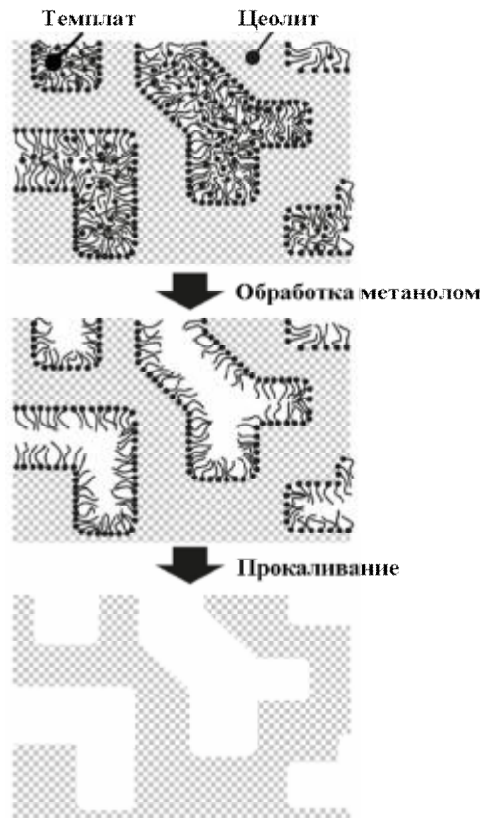 Темплат
Цеолит
Обработка метанолом
Прокаливание